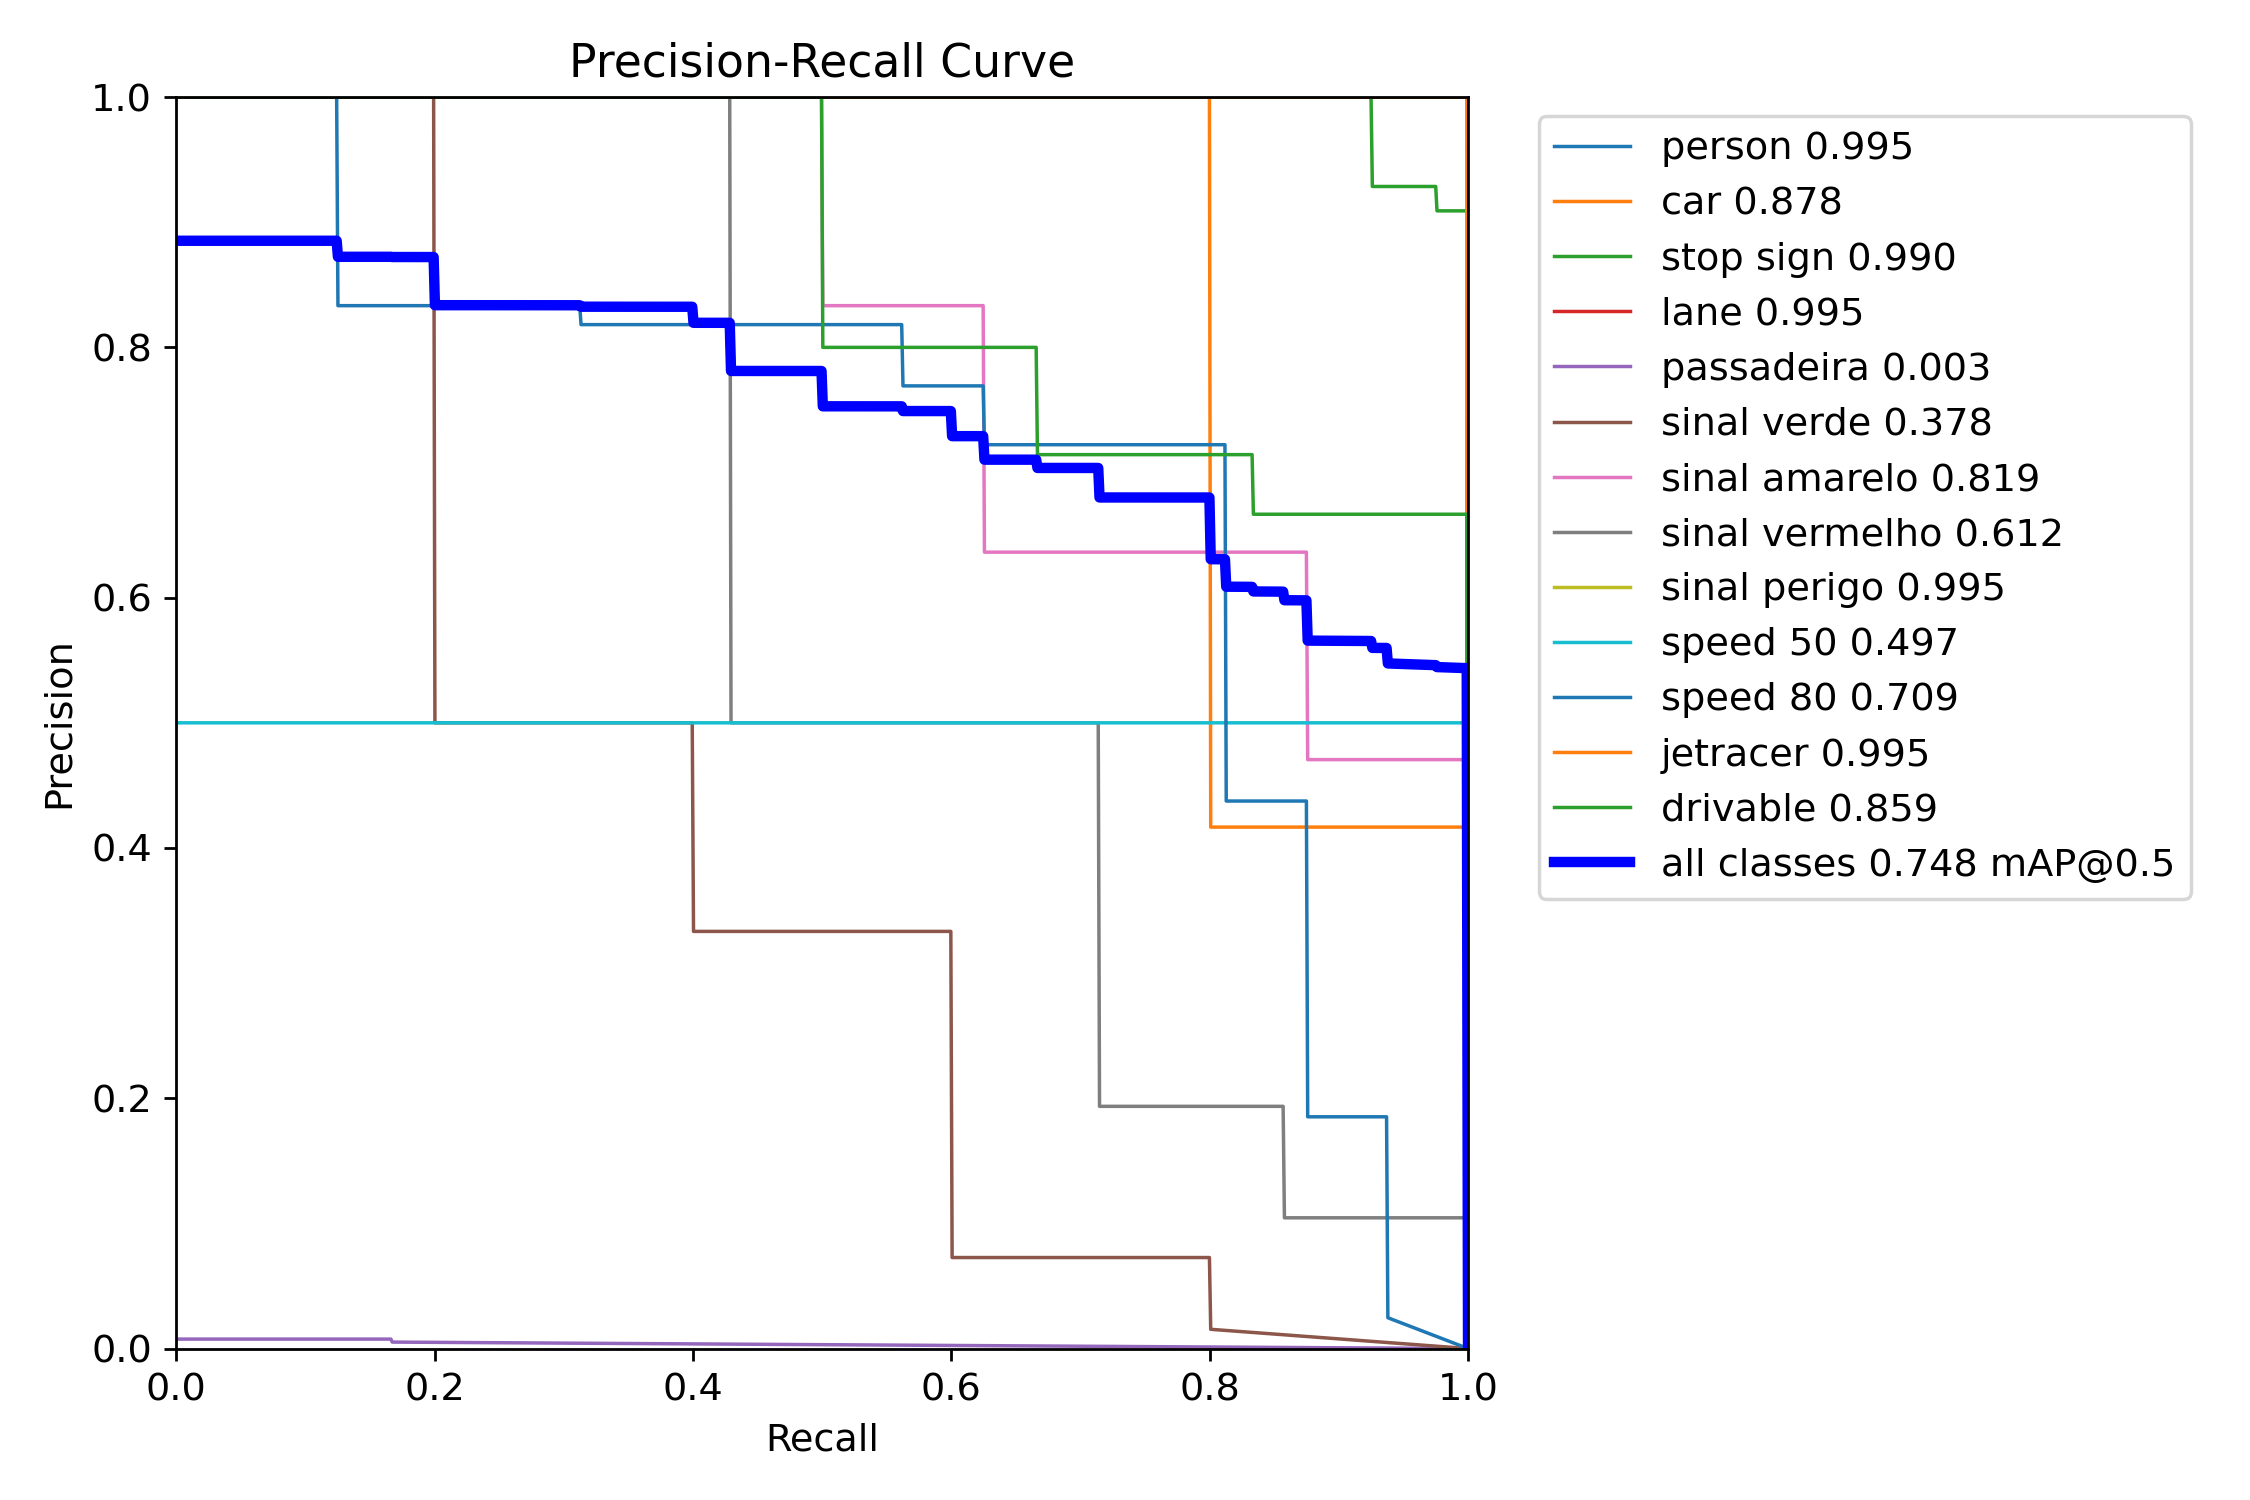 Precision-Recall Curve
1.0
0.8
0.6
0.4
0.2
0.0
Precision
0.0 0.2 0.4 0.6 0.8 1.0
Recall
person 0.995
car 0.878
stop sign 0.990
lane 0.995
passadeira 0.003
sinal verde 0.378
sinal amarelo 0.819
sinal vermelho 0.612
sinal perigo 0.995
speed 50 0.497
speed 80 0.709
jetracer 0.995
drivable 0.859
all classes 0.748 mAP@0.5